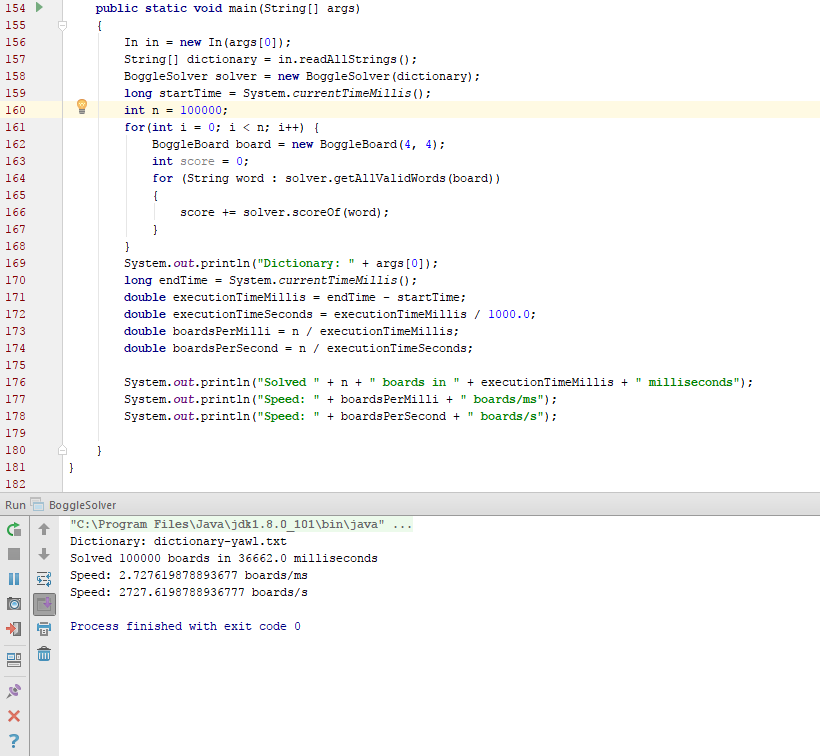 154 public static void main(String[] args)
155 {
156 In in = new In(args[0]);
157 String[] dictionary = in.readAllStrings();
158 BoggleSolver solver = new BoggleSolver(dictionary);
159 long startTime = System.currentTimeMillis();
160 int n = 100000;
161 for(int i = 0; i < n; i++) {
162 BoggleBoard board = new BoggleBoard(4, 4);
163 int score = 0;
164 for (String word : solver.getAllValidWords(board))
165 {
166 score += solver.scoreOf(word);
167 }
168 }
169 System.out.println("Dictionary: " + args[0]);
170 long endTime = System.currentTimeMillis();
171 double executionTimeMillis = endTime - startTime;
172 double executionTimeSeconds = executionTimeMillis / 1000.0;
173 double boardsPerMilli = n / executionTimeMillis;
174 double boardsPerSecond = n / executionTimeSeconds;
175
176 System.out.println("Solved " + n + " boards in " + executionTimeMillis + " milliseconds");
177 System.out.println("Speed: " + boardsPerMilli + " boards/ms");
178 System.out.println("Speed: " + boardsPerSecond + " boards/s");
179
180 }
181 }
182
Run BoggleSolver
"C:\Program Files\Java\jdk1.8.0_101\bin\java" ...
Dictionary: dictionary-yawl.txt
Solved 100000 boards in 36662.0 milliseconds
Speed: 2.727619878893677 boards/ms
Speed: 2727.6198788936777 boards/s
Process finished with exit code 0